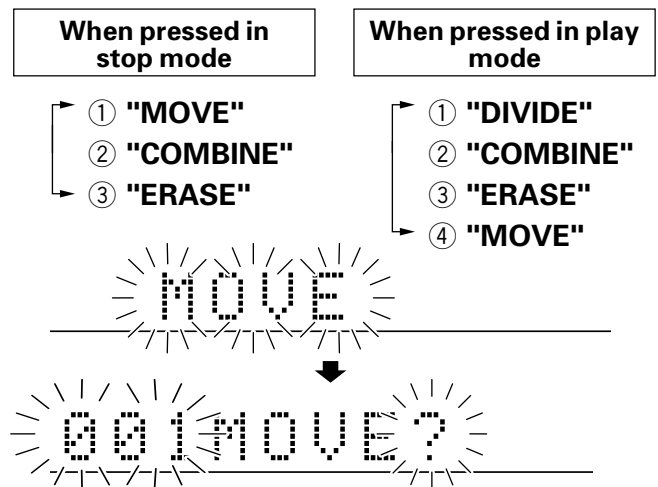 When pressed in
stop mode
① "MOVE"
② "COMBINE"
③ "ERASE"
When pressed in play
mode
① "DIVIDE"
② "COMBINE"
③ "ERASE"
④ "MOVE"
MOVE
001MOVE?